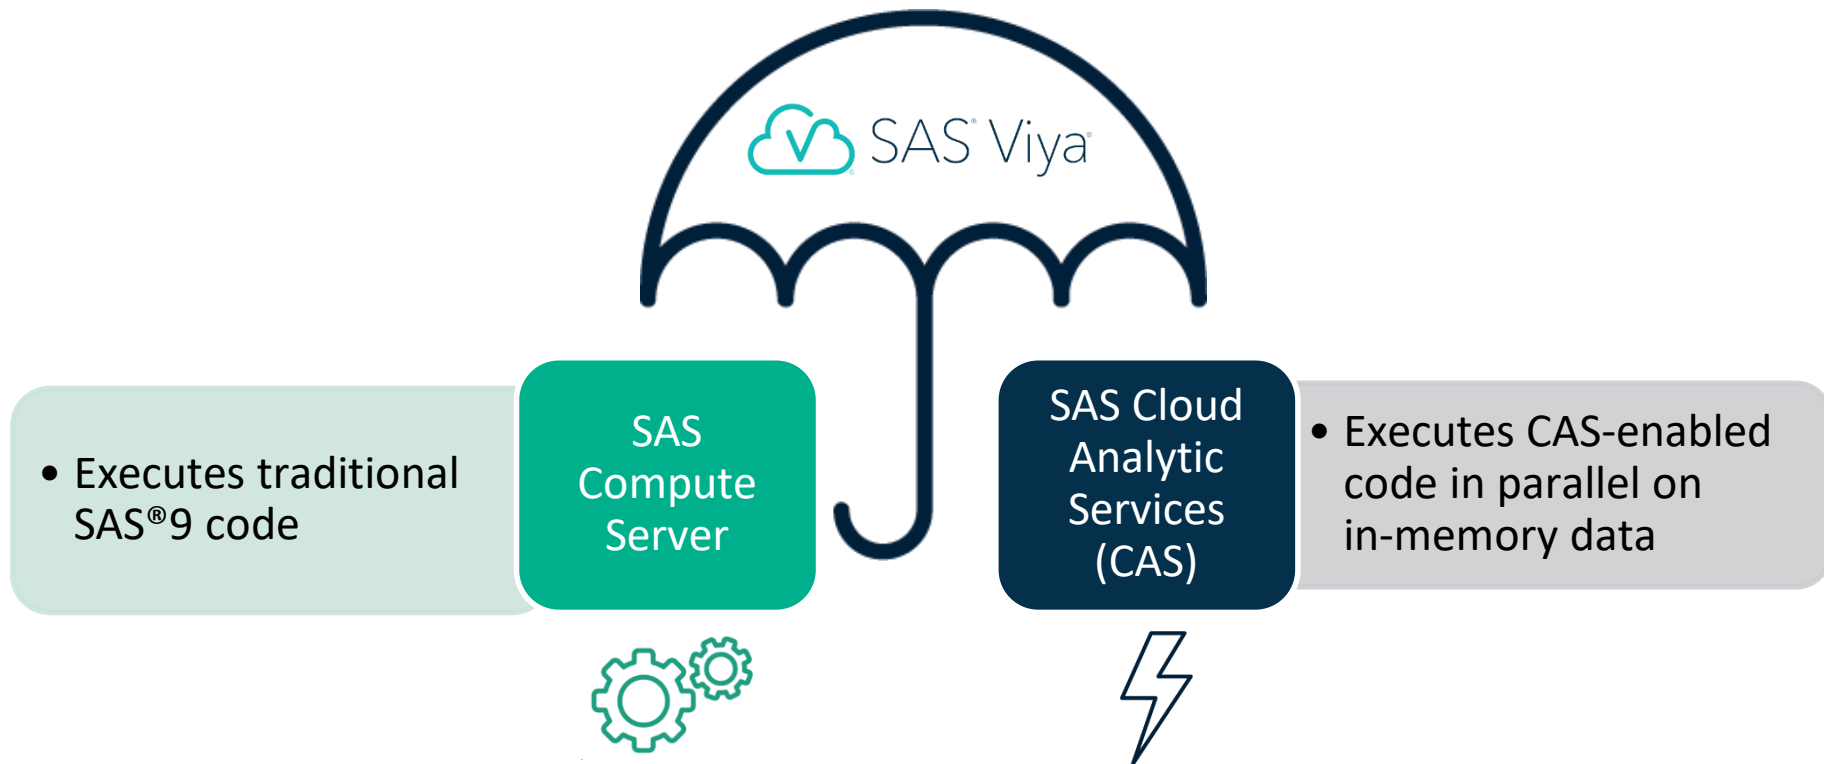 SAS® Viya®
• Executes traditional
SAS®9 code
SAS
Compute
Server
SAS Cloud
Analytic
Services
(CAS)
• Executes CAS-enabled
code in parallel on
in-memory data